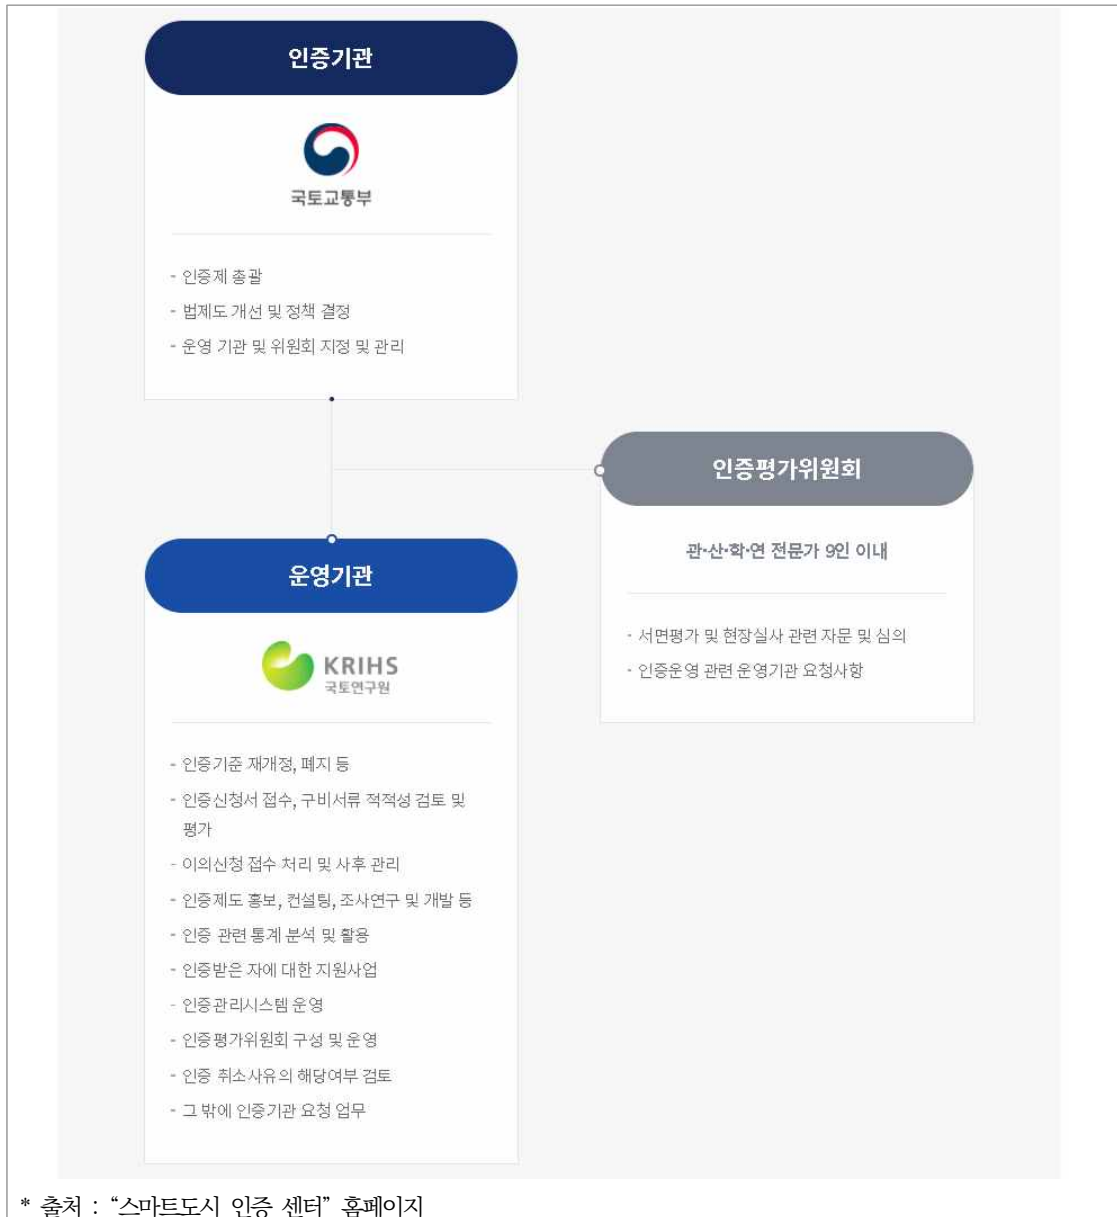 인증기관
국토교통부
- 인증제 총괄
- 법제도 개선 및 정책 결정
- 운영 기관 및 위원회 지정 및 관리
인증평가위원회
관·산·학·연 전문가 9인 이내
- 서면평가 및 현장실사 관련 자문 및 심의
- 인증운영 관련 운영기관 요청사항
운영기관
KRIHS
국토연구원
- 인증기준 재개정, 폐지 등
- 인증신청서 접수, 구비서류 적적성 검토 및
평가
- 이의신청 접수 처리 및 사후 관리
- 인증제도 홍보, 컨설팅, 조사연구 및 개발 등
- 인증 관련 통계 분석 및 활용
- 인증받은 자에 대한 지원사업
- 인증관리시스템 운영
- 인증평가위원회 구성 및 운영
- 인증 취소사유의 해당여부 검토
- 그 밖에 인증기관 요청 업무
* 출처 : “스마트도시 인증 센터” 홈페이지